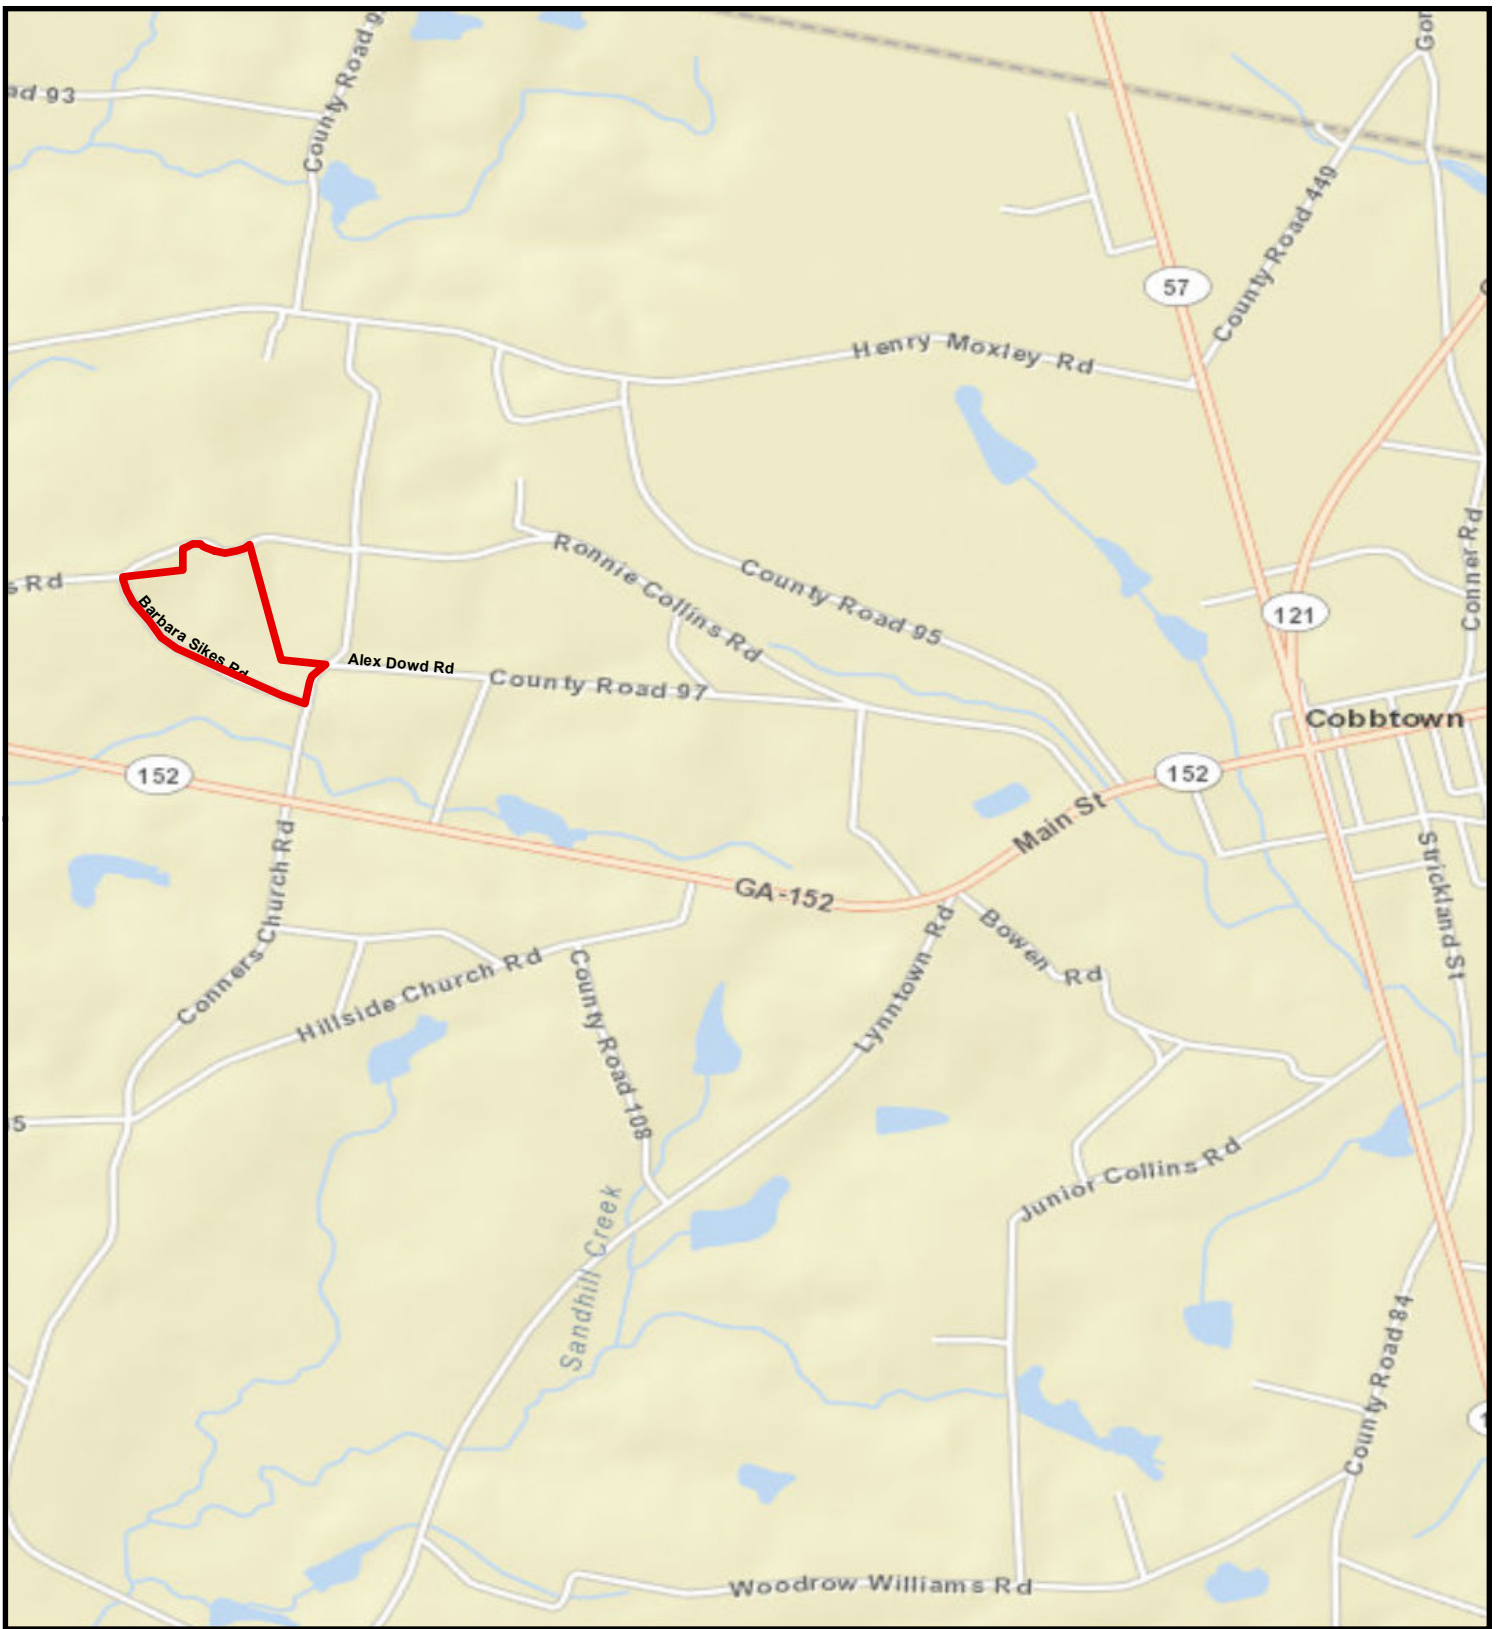 County Road 9
ad 93
Gor
County Road 449
57
Henry Moxley Rd
Ronnie Collins Rd
County Road 95
Conner Rd
s Rd
Barbara Sikes Rd
121
Alex Dowd Rd
County Road 97
Cobbtown
152
152
Main St
GA-152
Conners Church Rd
Strickland St
Bowen Rd
Lynntown Rd
Hillside Church Rd
County Road 108
15
Junior Collins Rd
Sandhill Creek
County Road 84
1
Woodrow Williams Rd